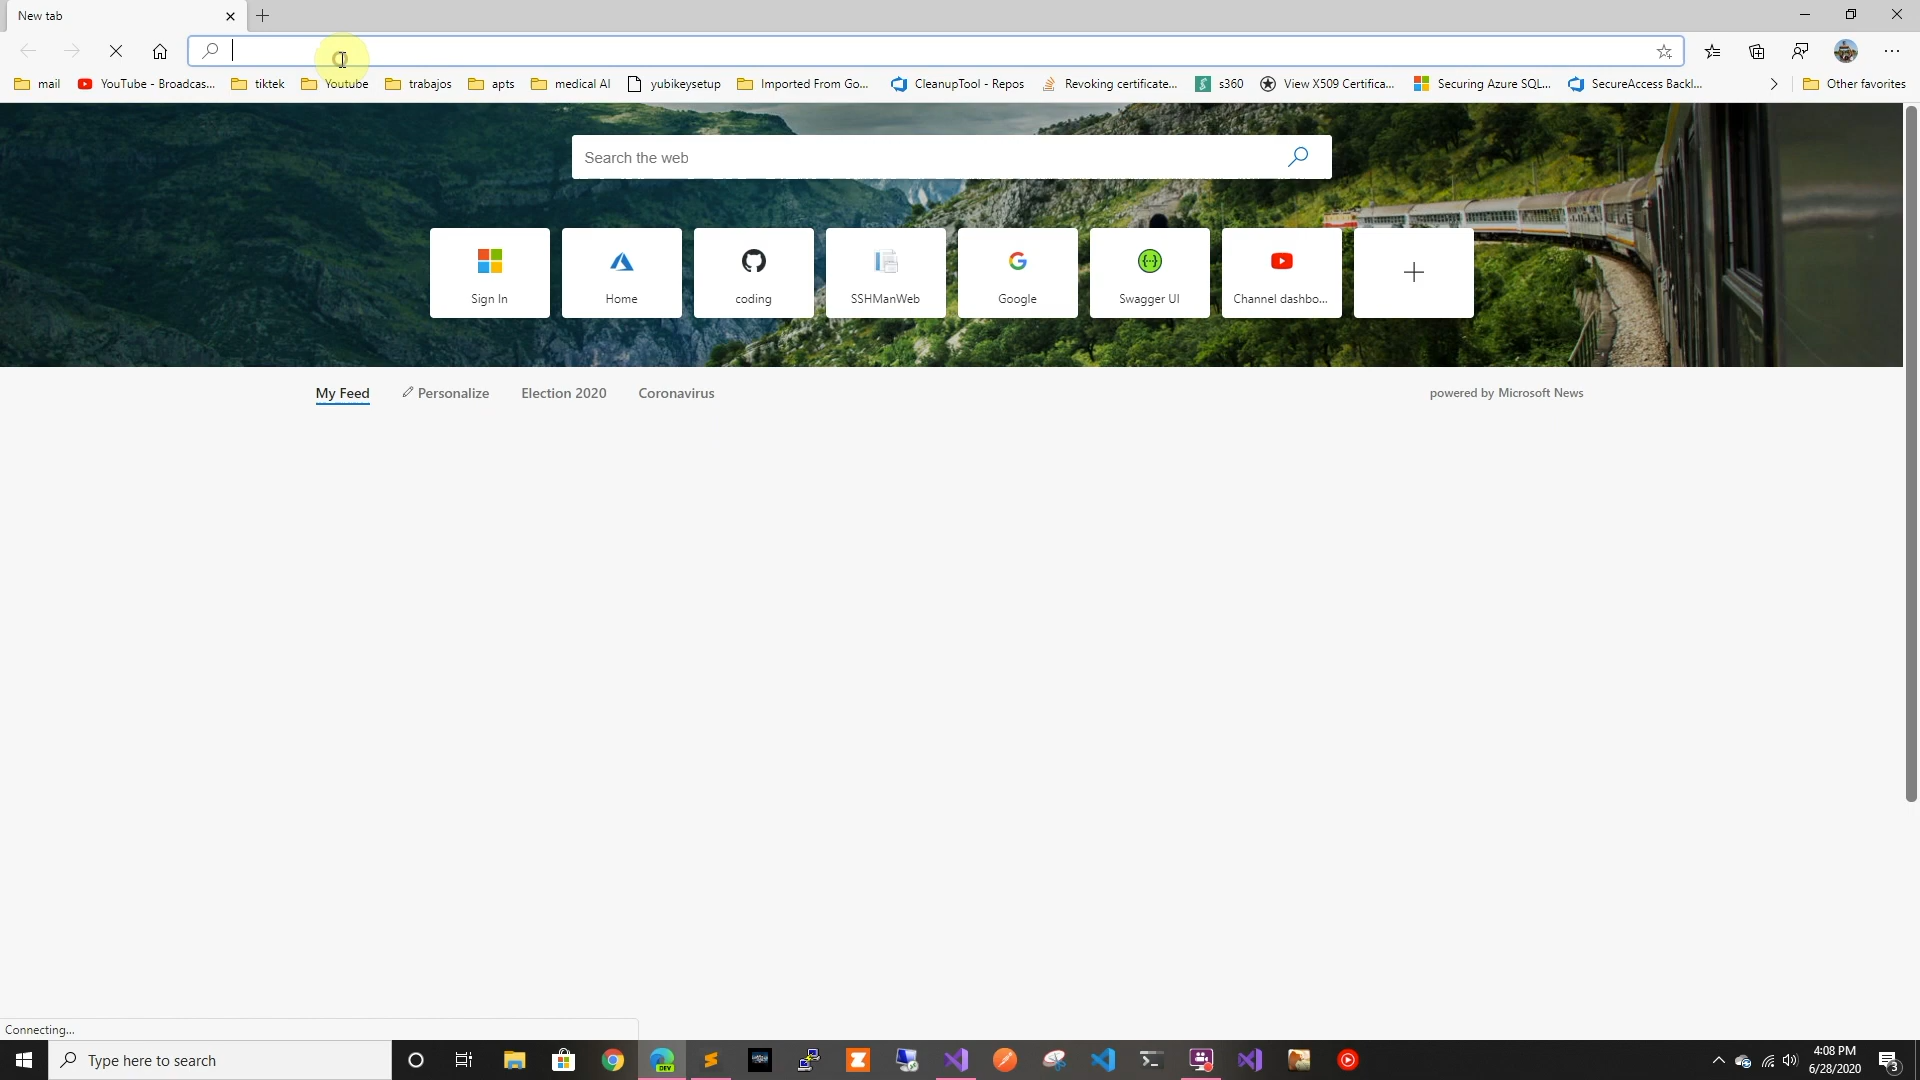 New tab
mail
YouTube - Broadcas...
tiktek
Youtube
trabajos
apts
medical AI
yubikeysetup
Imported From Go...
CleanupTool - Repos
Revoking certificate...
s360
View X509 Certifica...
Securing Azure SQL...
SecureAccess Backl...
Other favorites
Search the web
Sign In
Home
coding
SSHManWeb
Google
Swagger UI
Channel dashbo...
My Feed
Personalize
Election 2020
Coronavirus
powered by Microsoft News
Connecting...
Type here to search
DEV
4:08 PM
6/28/2020
3